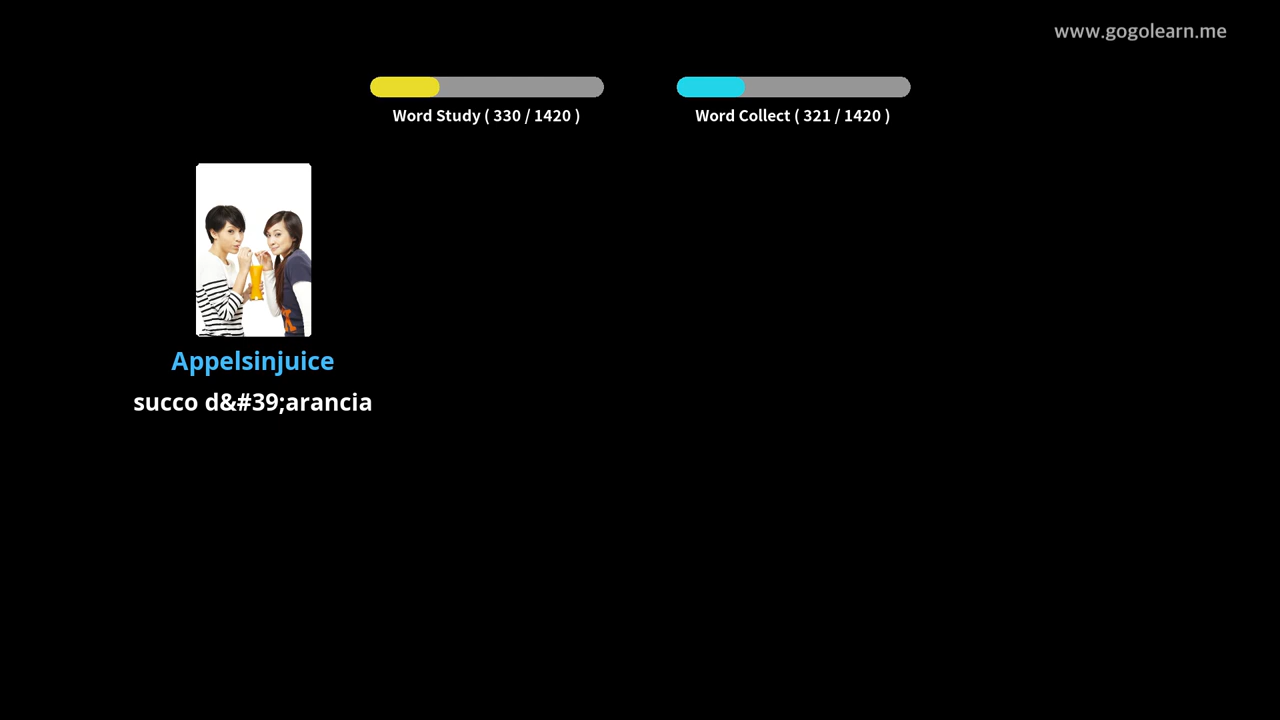 www.gogolearn.me
Word Study ( 330 / 1420 )
Word Collect ( 321 / 1420 )
Appelsinjuice
succo d&#39;arancia